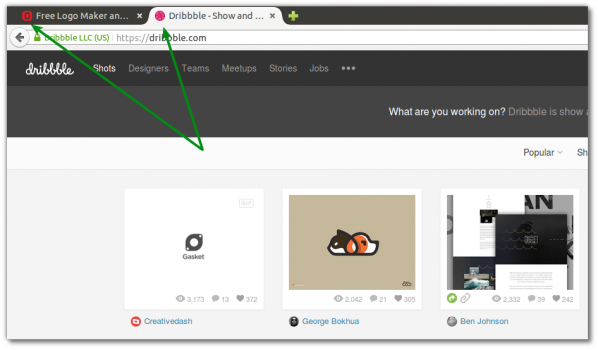 Free Logo Maker an... ×
Dribbble - Show and ... ×
Dribbble LLC (US)
https://dribbble.com
dribbble
Shots
Designers
Teams
Meetups
Stories
Jobs
•••
What are you working on? Dribbble is show a
Popular
Sh
GIF
Gasket
3,173
13
372
2,042
21
305
2,332
39
242
Creativedash
George Bokhua
Ben Johnson